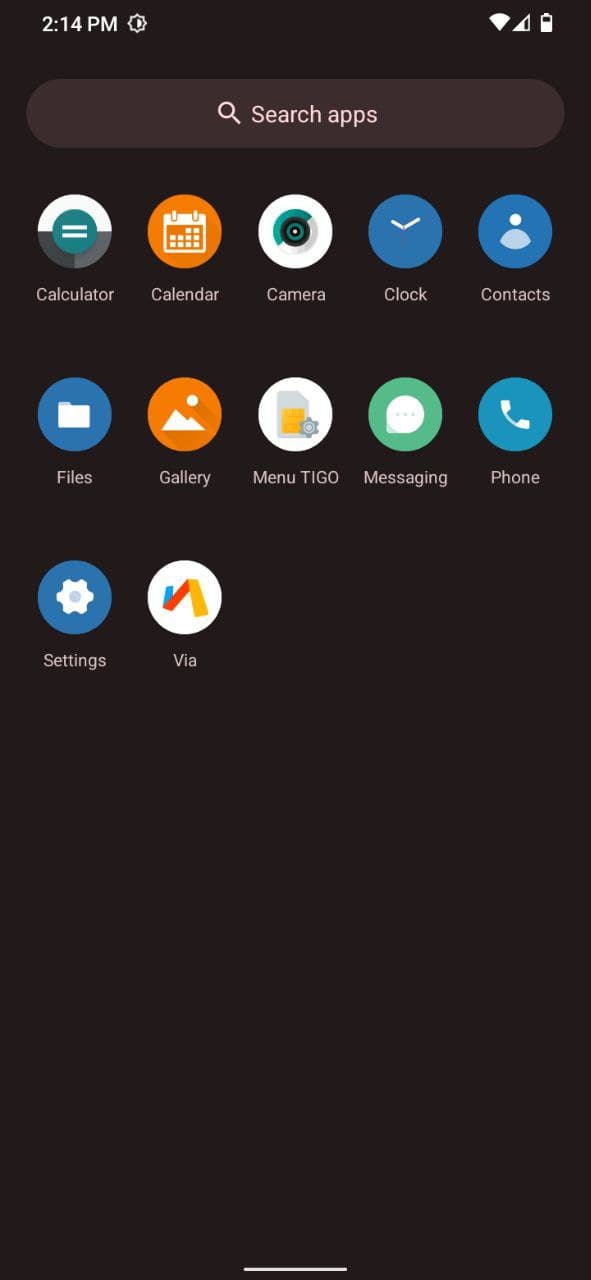 2:14 PM
Search apps
Calculator Calendar Camera Clock Contacts
Files Gallery Menu TIGO Messaging Phone
Settings Via